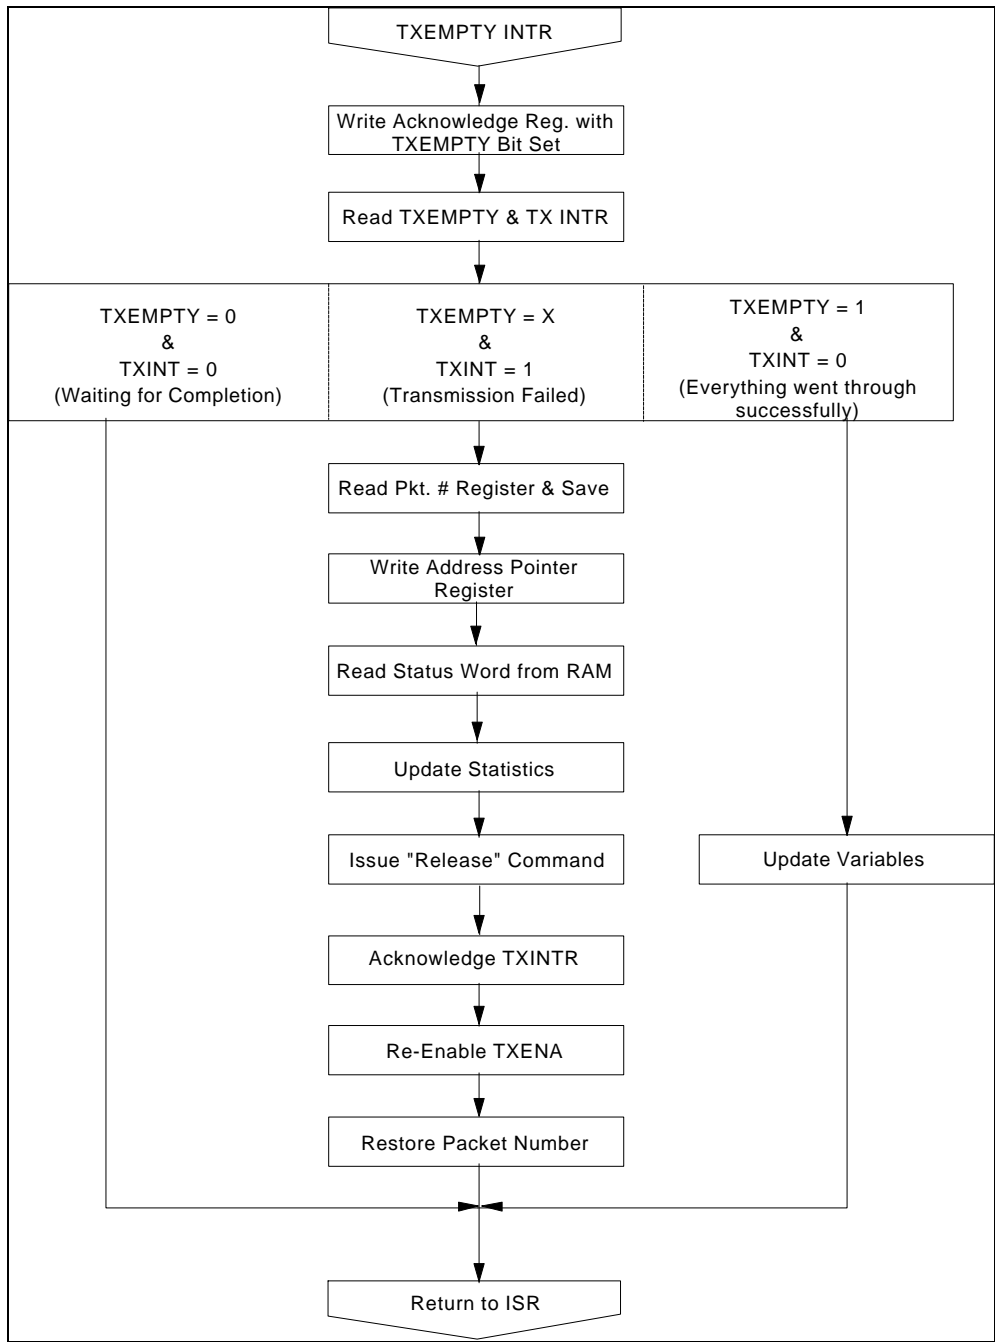 TXEMPTY INTR
Write Acknowledge Reg. with
TXEMPTY Bit Set
Read TXEMPTY & TX INTR
TXEMPTY = 0
&
TXINT = 0
(Waiting for Completion)
TXEMPTY = X
&
TXINT = 1
(Transmission Failed)
TXEMPTY = 1
&
TXINT = 0
(Everything went through
successfully)
Read Pkt. # Register & Save
Write Address Pointer
Register
Read Status Word from RAM
Update Statistics
Issue "Release" Command
Update Variables
Acknowledge TXINTR
Re-Enable TXENA
Restore Packet Number
Return to ISR